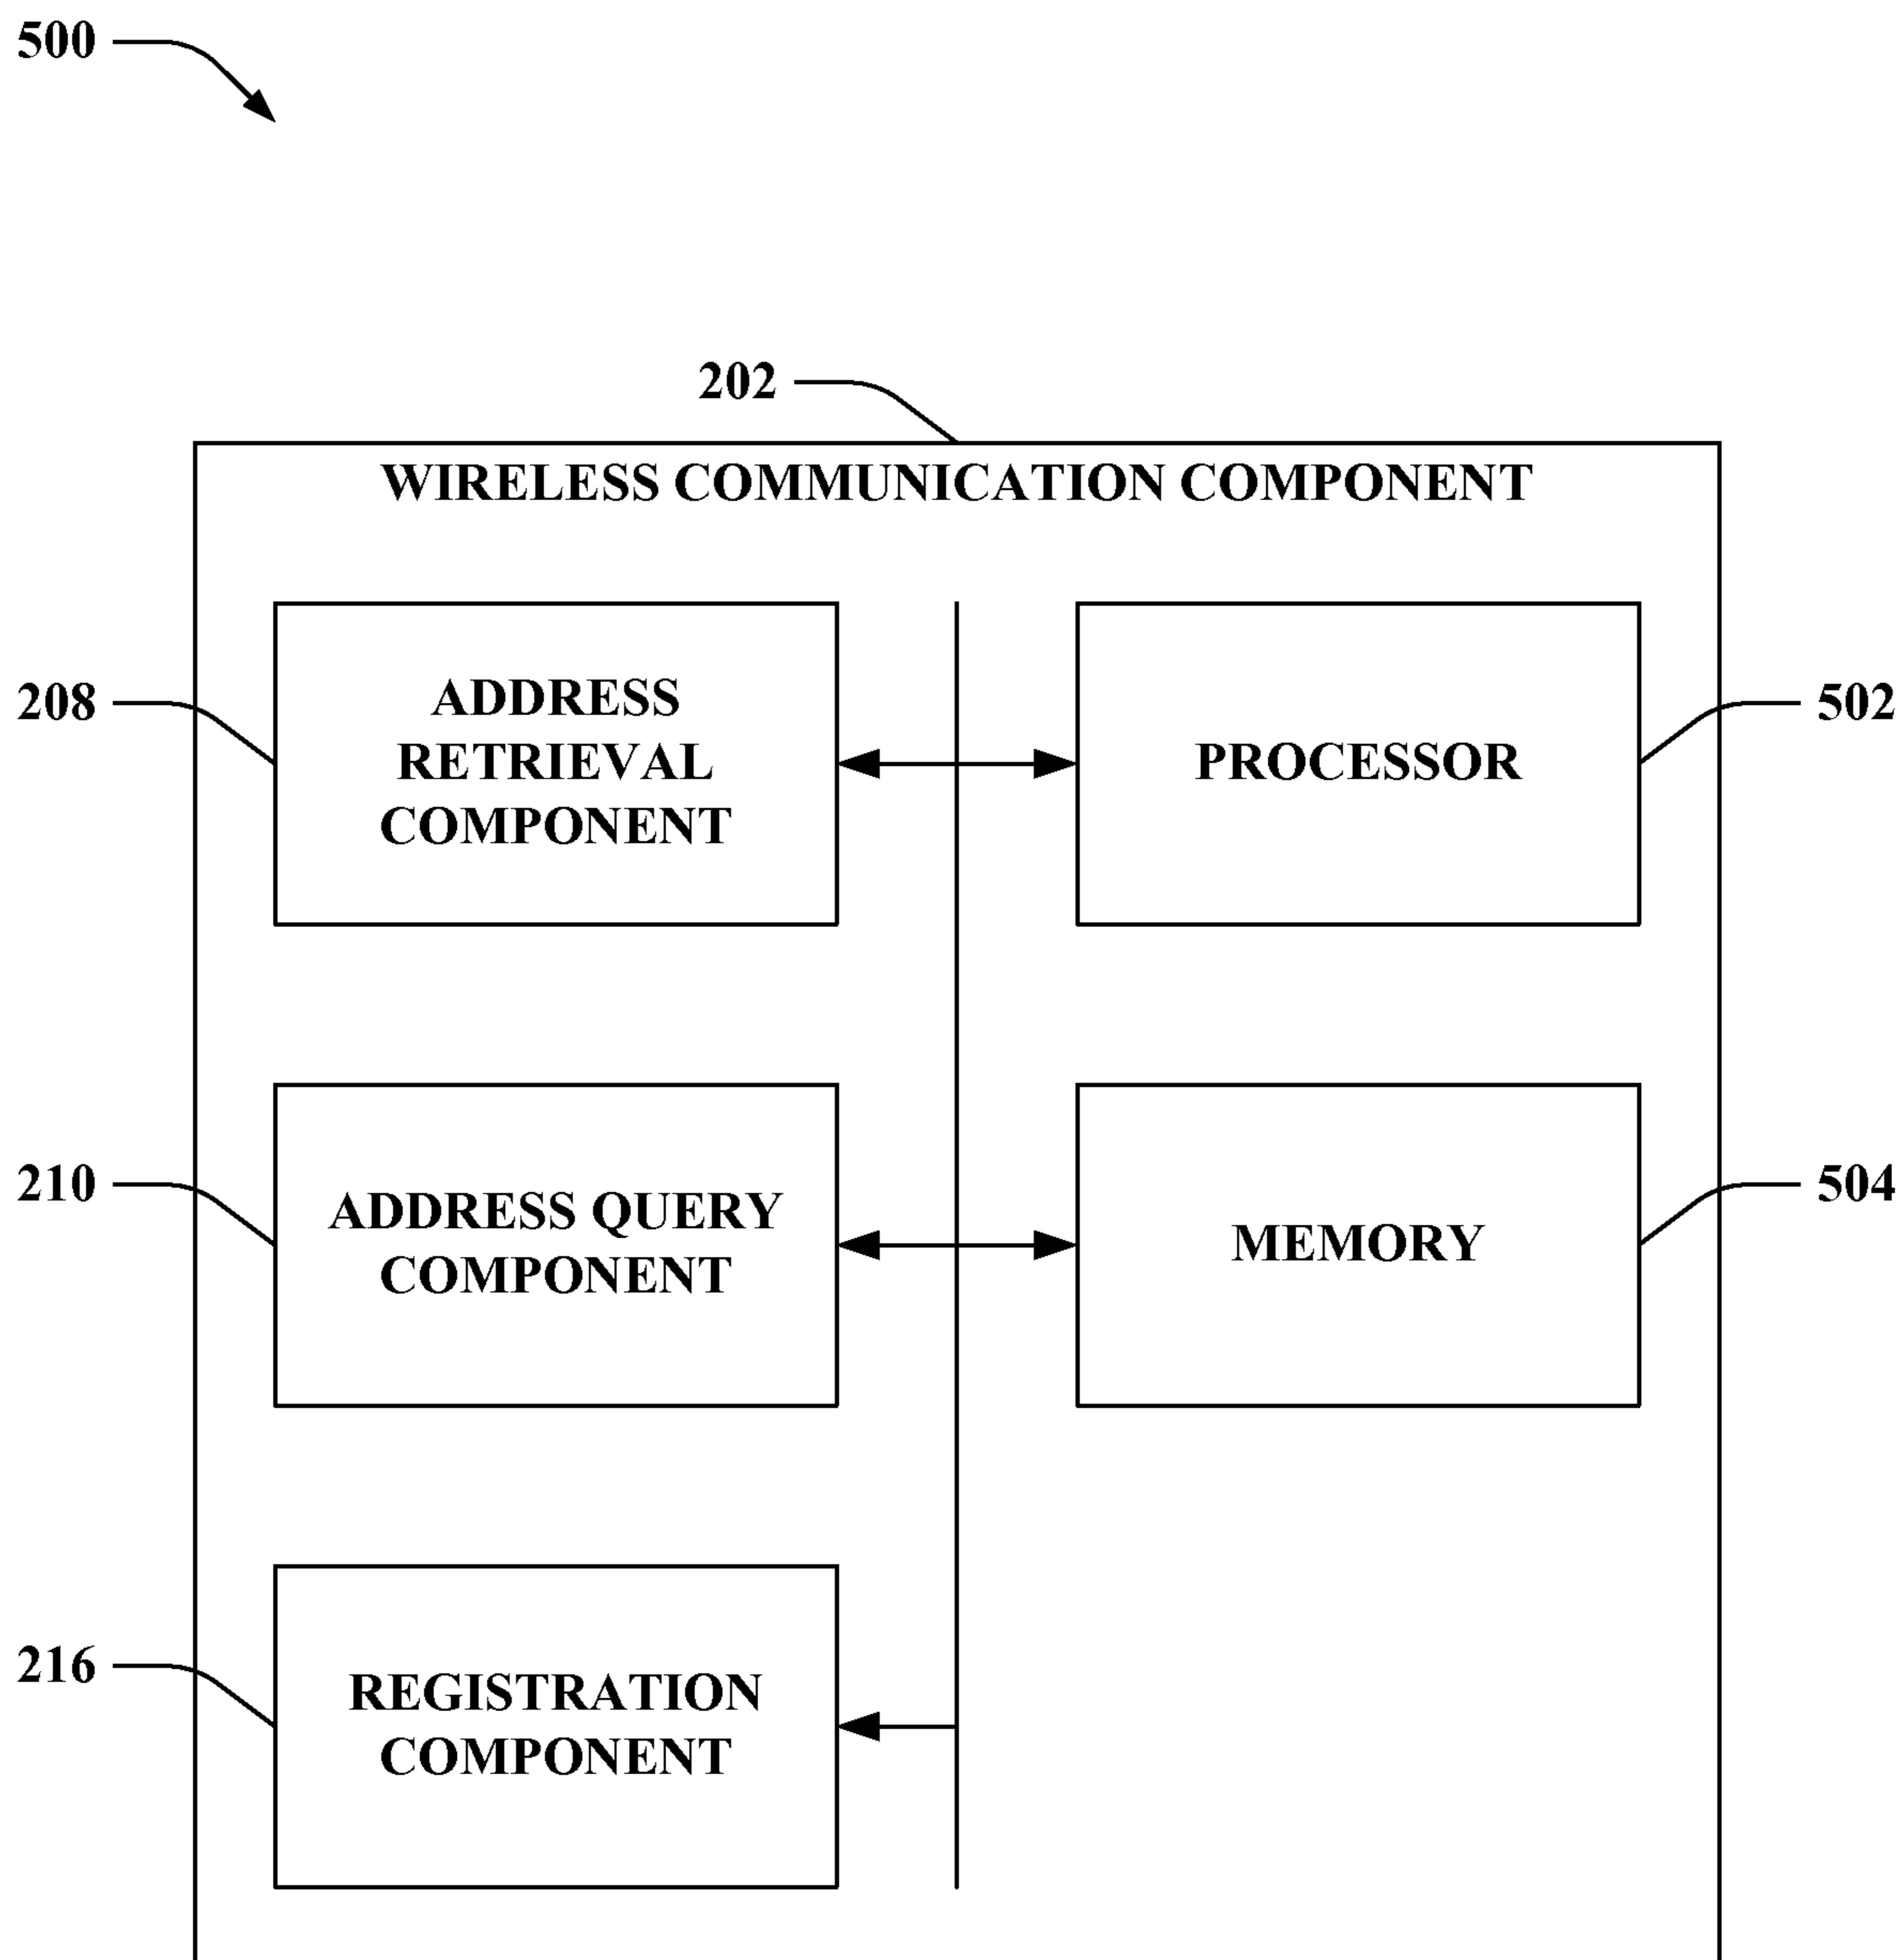 500
202
WIRELESS COMMUNICATION COMPONENT
208
ADDRESS
RETRIEVAL
COMPONENT
PROCESSOR
502
210
ADDRESS QUERY
COMPONENT
MEMORY
504
216
REGISTRATION
COMPONENT